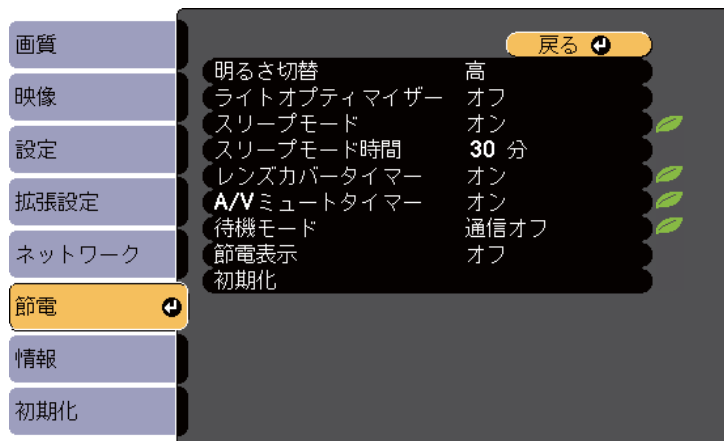 画質
映像
設定
拡張設定
ネットワーク
節電
情報
初期化
戻る
明るさ切替 高
ライトオプティマイザー オフ
スリープモード オン
スリープモード時間 30 分
レンズカバータイマー オン
A/Vミュートタイマー オン
待機モード 通信オフ
節電表示 オフ
初期化